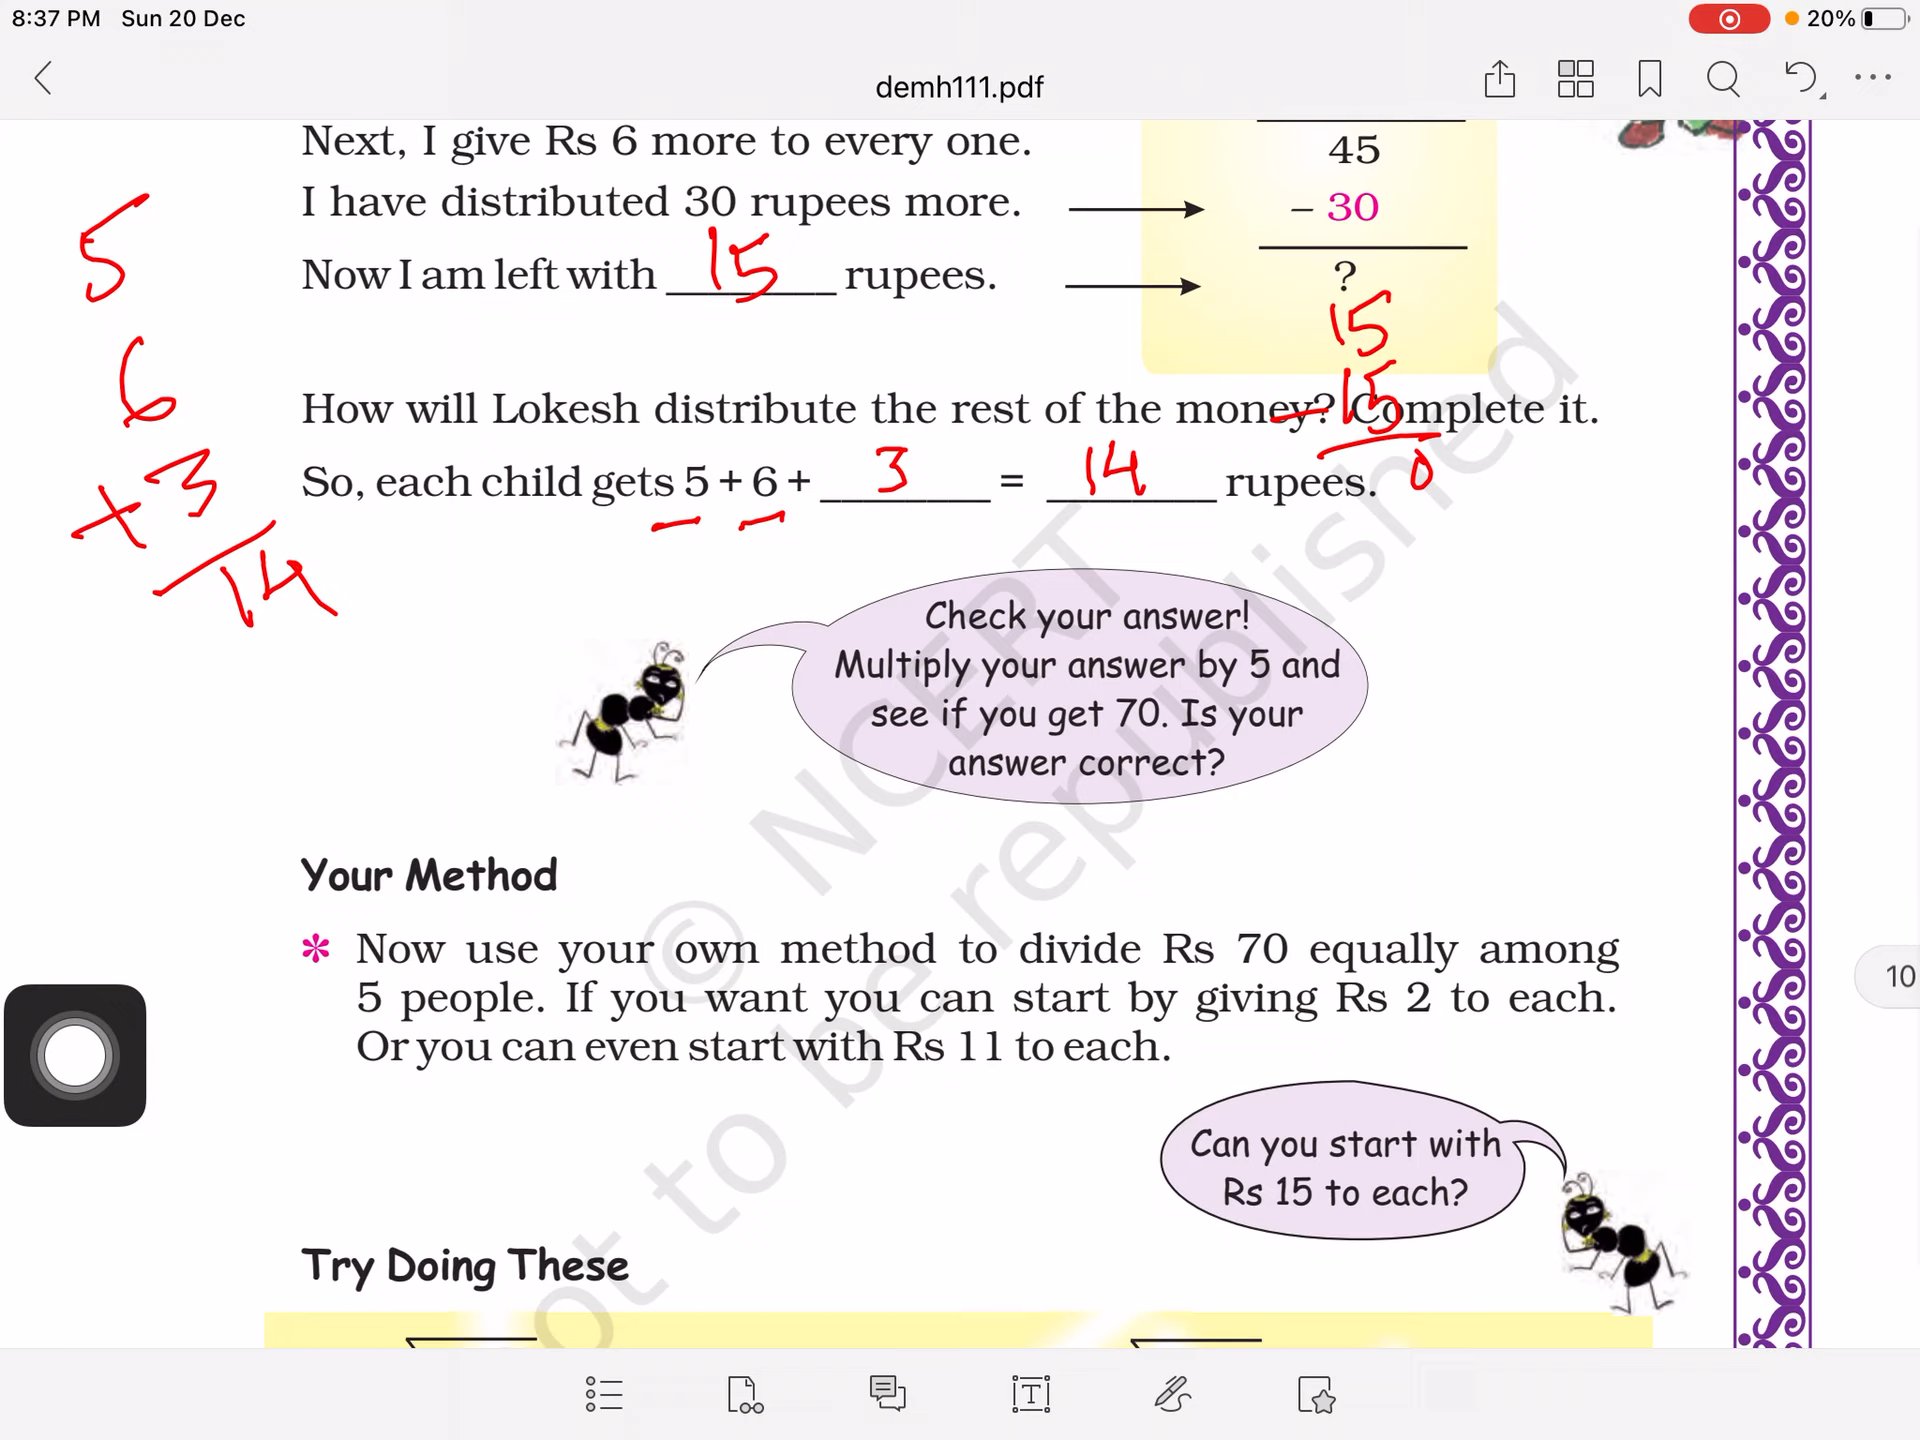 8:37 PM Sun 20 Dec
20%
demh111.pdf
Next, I give Rs 6 more to every one.
45
I have distributed 30 rupees more.
– 30
Now I am left with 15 rupees.
?
15
15
0
How will Lokesh distribute the rest of the money? Complete it.
So, each child gets 5 + 6 + 3 = 14 rupees.
5
6
+3
14
Check your answer!
Multiply your answer by 5 and
see if you get 70. Is your
answer correct?
Your Method
* Now use your own method to divide Rs 70 equally among
5 people. If you want you can start by giving Rs 2 to each.
Or you can even start with Rs 11 to each.
10
Can you start with
Rs 15 to each?
Try Doing These
© NCERT
not to be republished